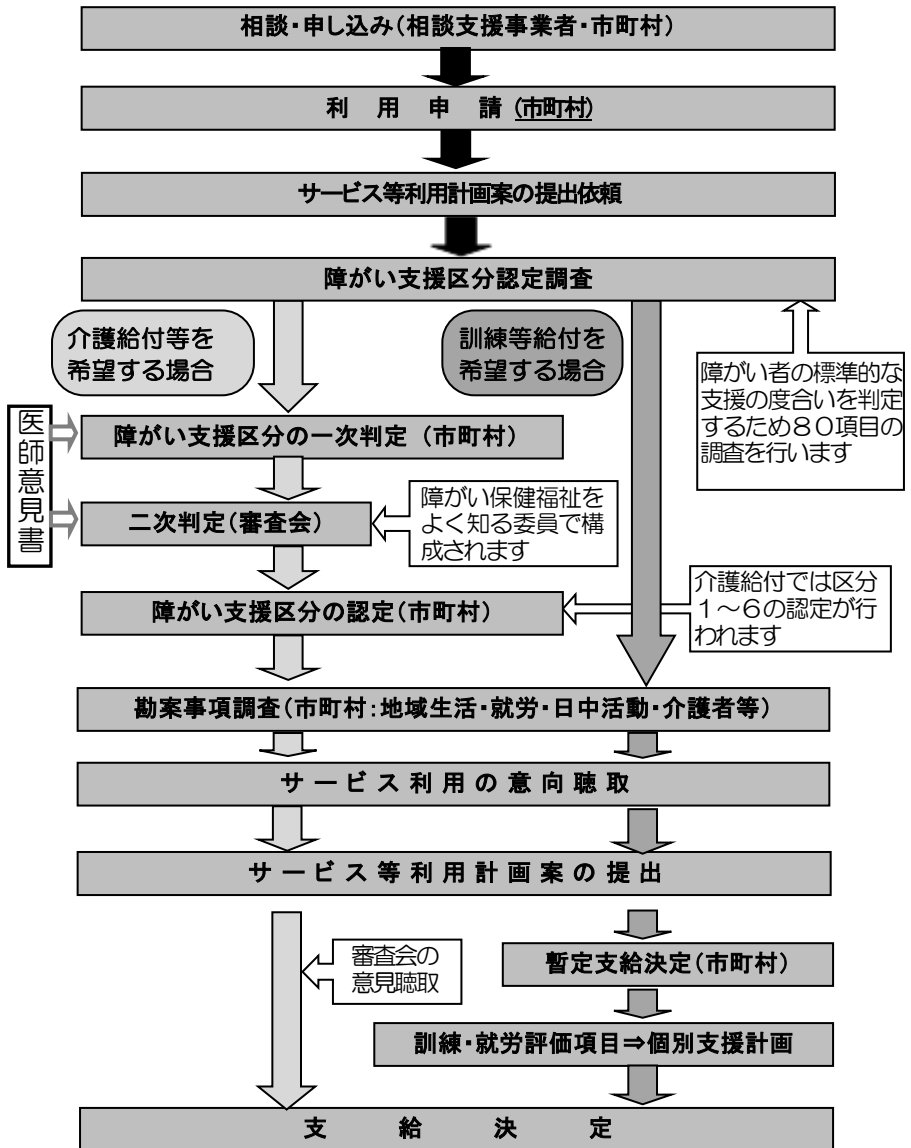 相談・申し込み（相談支援事業者・市町村）
利　用　申　請 (市町村)
サービス等利用計画案の提出依頼
障がい支援区分認定調査
介護給付等を
希望する場合
訓練等給付を
希望する場合
障がい者の標準的な
支援の度合いを判定
するため８０項目の
調査を行います
医師意見書
障がい支援区分の一次判定（市町村）
二次判定（審査会）
障がい保健福祉を
よく知る委員で構
成されます
障がい支援区分の認定（市町村）
介護給付では区分
１～６の認定が行
われます
勘案事項調査（市町村：地域生活・就労・日中活動・介護者等）
サービス利用の意向聴取
サービス等利用計画案の提出
審査会の
意見聴取
暫定支給決定（市町村）
訓練・就労評価項目⇒個別支援計画
支　給　決　定